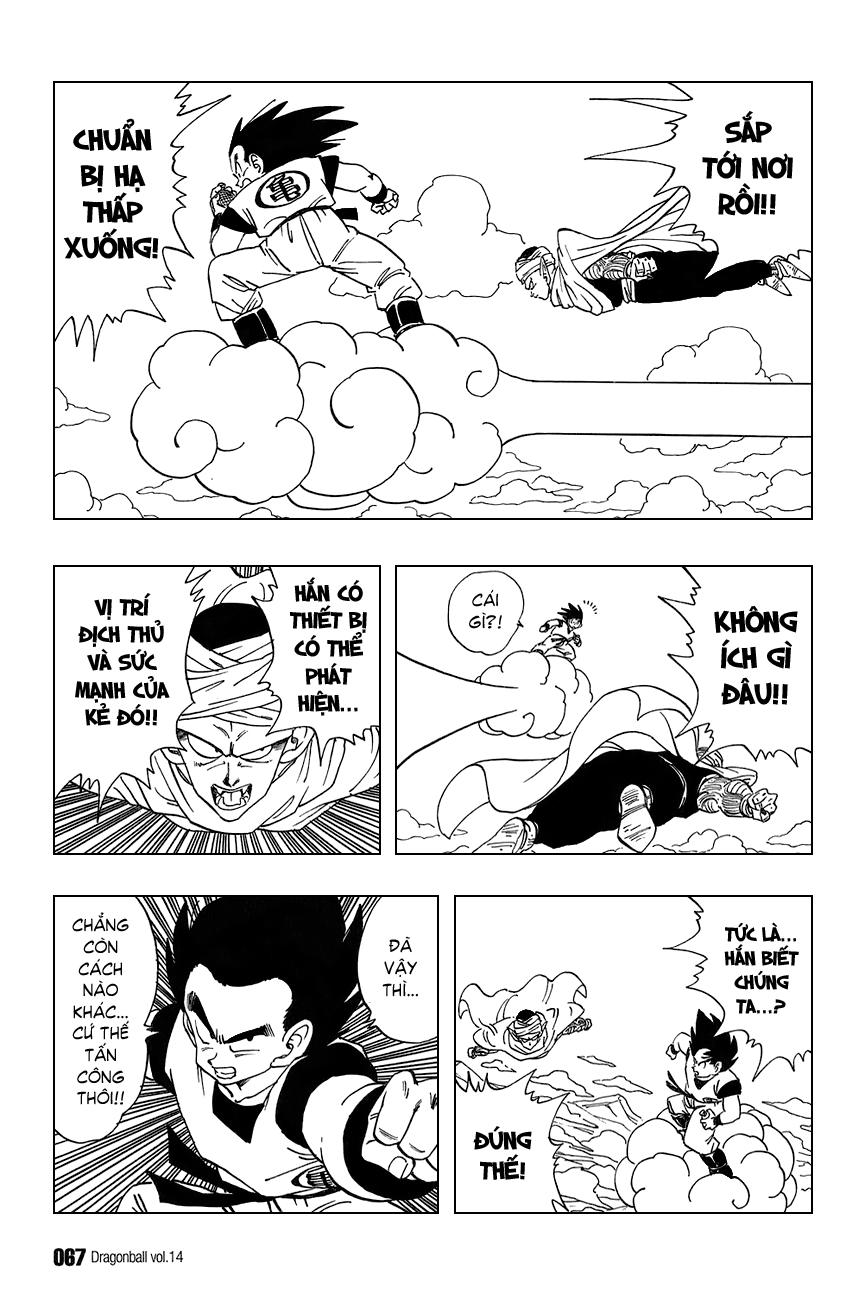 SẮP
TỚI NƠI
RỒI!!
CHUẨN
BỊ HẠ
THẤP
XUỐNG!
亀
KHÔNG
ÍCH GÌ
ĐÂU!!
CÁI
GÌ?!
HẮN CÓ
THIẾT BỊ
CÓ THỂ
PHÁT
HIỆN...
VỊ TRÍ
ĐỊCH THỦ
VÀ SỨC
MẠNH CỦA
KẺ ĐÓ!!
TỨC LÀ...
HẮN BIẾT
CHÚNG
TA...?
ĐÚNG
THẾ!
ĐÃ
VẬY
THÌ...
CHẲNG
CÒN
CÁCH
NÀO
KHÁC...
CỨ THẾ
TẤN
CÔNG
THÔI!!
067 Dragonball vol.14